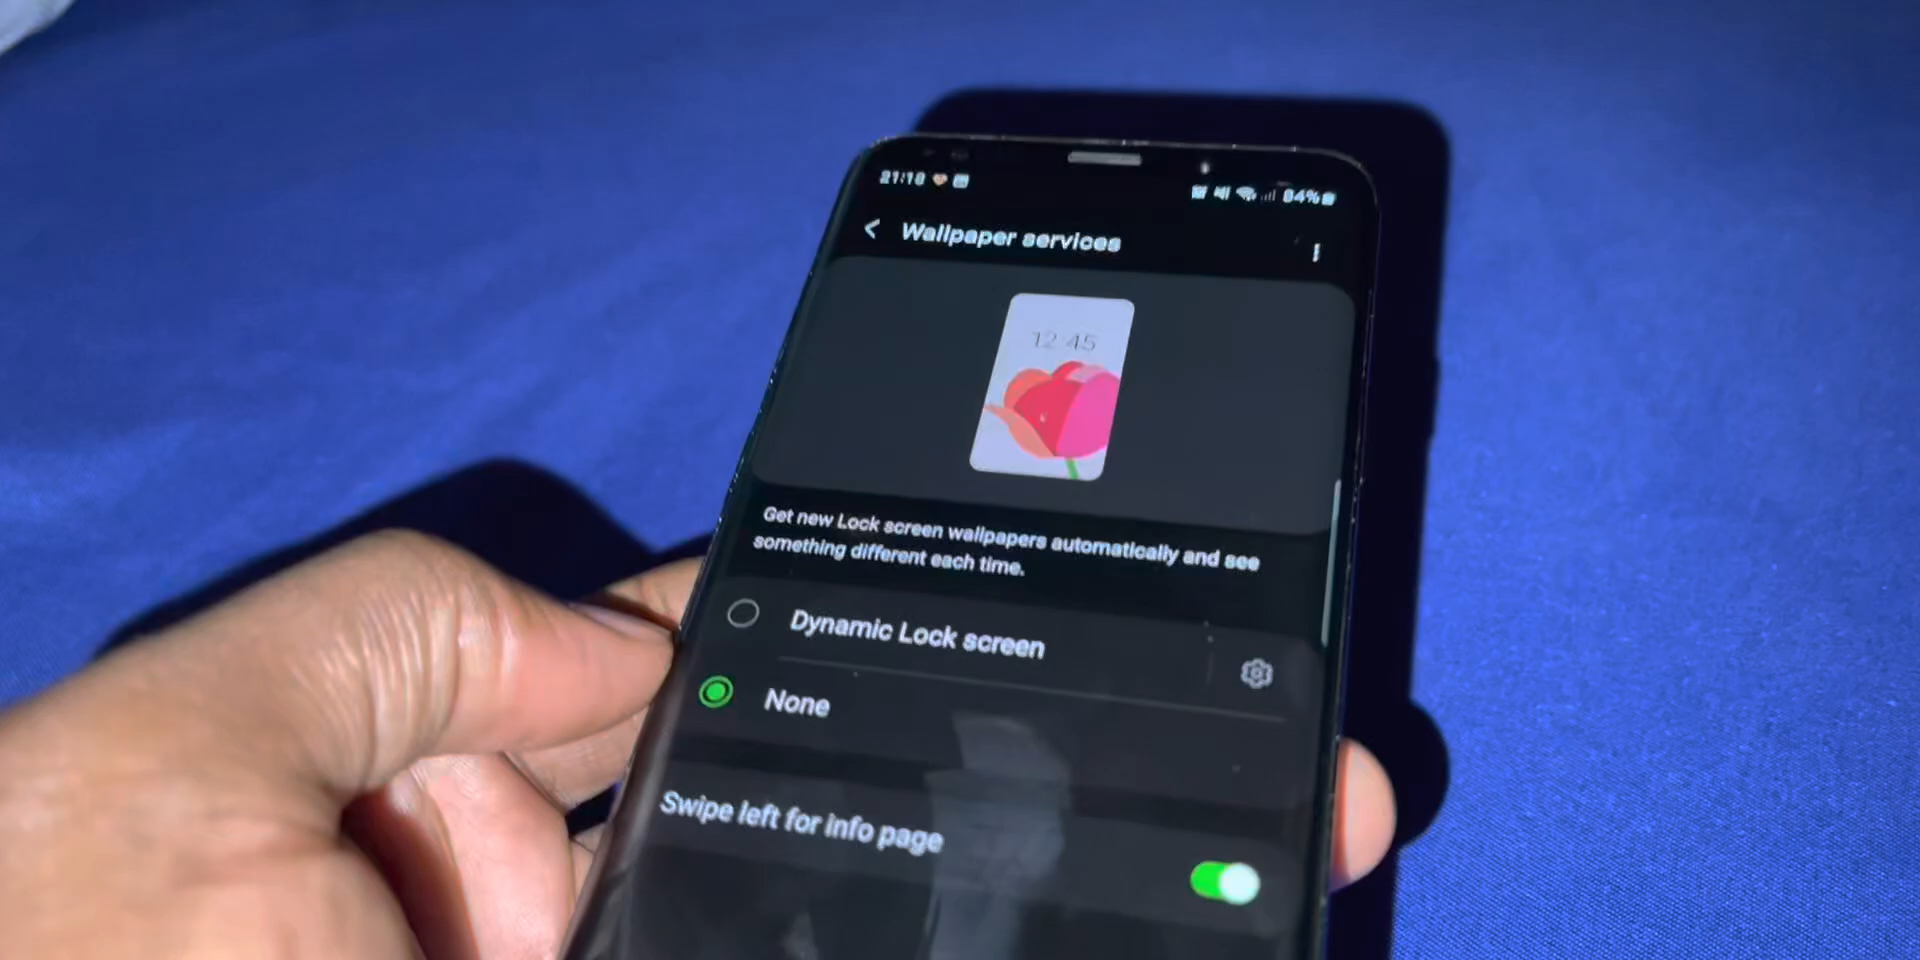 21:18
84%
Wallpaper services
12:45
Get new Lock screen wallpapers automatically and see
something different each time.
Dynamic Lock screen
None
Swipe left for info page